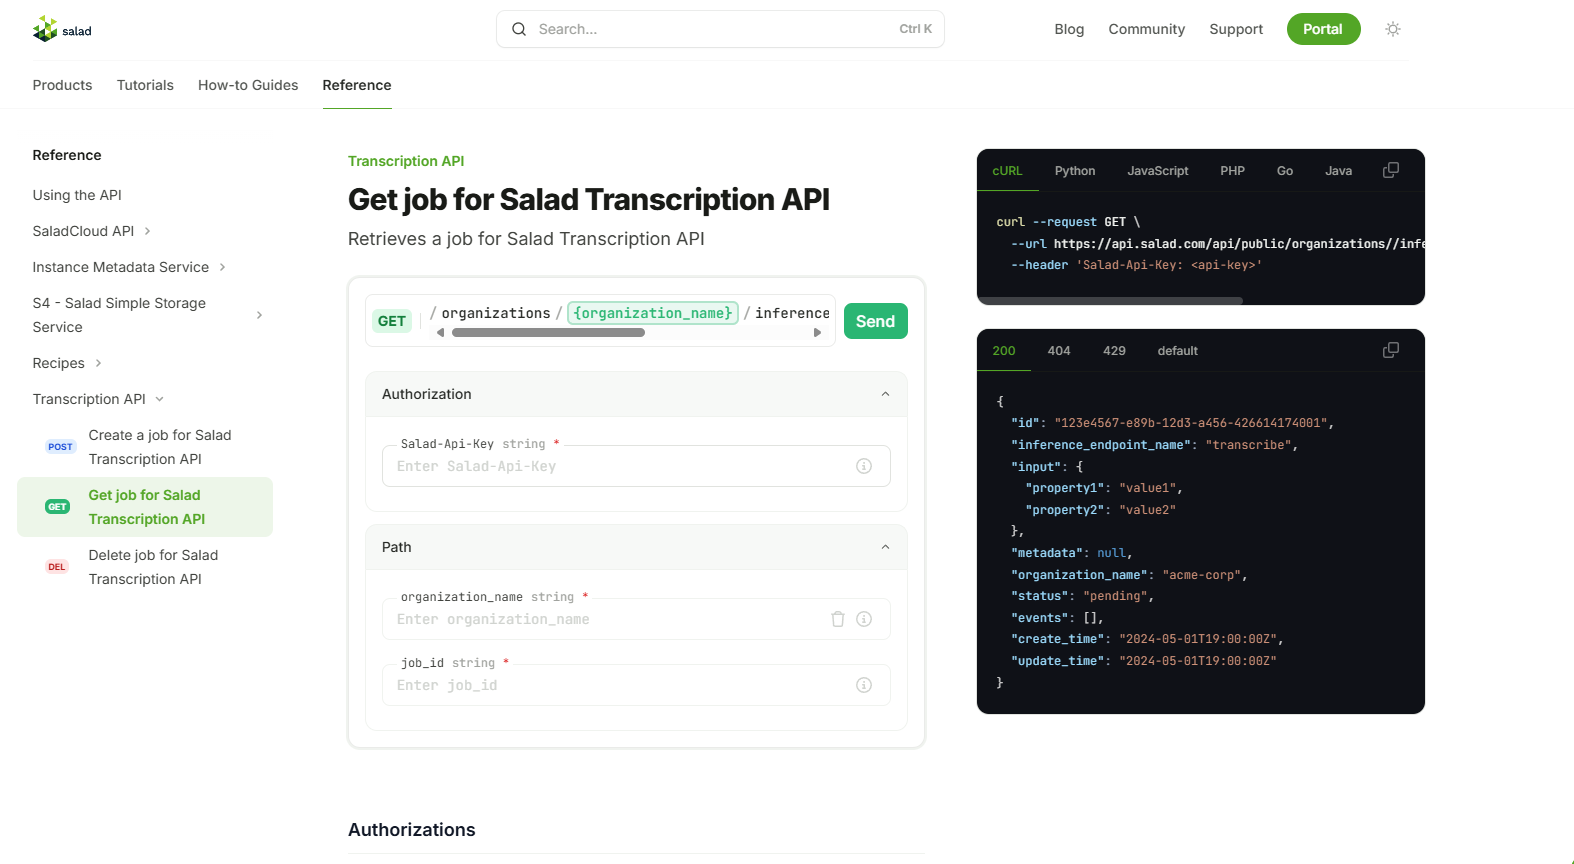 salad
Search...
Ctrl K
Blog
Community
Support
Portal
Products
Tutorials
How-to Guides
Reference
Reference
Using the API
SaladCloud API
Instance Metadata Service
S4 - Salad Simple Storage
Service
Recipes
Transcription API
POST
Create a job for Salad
Transcription API
GET
Get job for Salad
Transcription API
DEL
Delete job for Salad
Transcription API
Transcription API
Get job for Salad Transcription API
Retrieves a job for Salad Transcription API
GET
/ organizations / {organization_name} / inference
Send
Authorization
Salad-Api-Key string *
Enter Salad-Api-Key
Path
organization_name string *
Enter organization_name
job_id string *
Enter job_id
Authorizations
cURL
Python
JavaScript
PHP
Go
Java
curl --request GET \
--url https://api.salad.com/api/public/organizations//infe
--header 'Salad-Api-Key: <api-key>'
200
404
429
default
{
"id": "123e4567-e89b-12d3-a456-426614174001",
"inference_endpoint_name": "transcribe",
"input": {
"property1": "value1",
"property2": "value2"
},
"metadata": null,
"organization_name": "acme-corp",
"status": "pending",
"events": [],
"create_time": "2024-05-01T19:00:00Z",
"update_time": "2024-05-01T19:00:00Z"
}